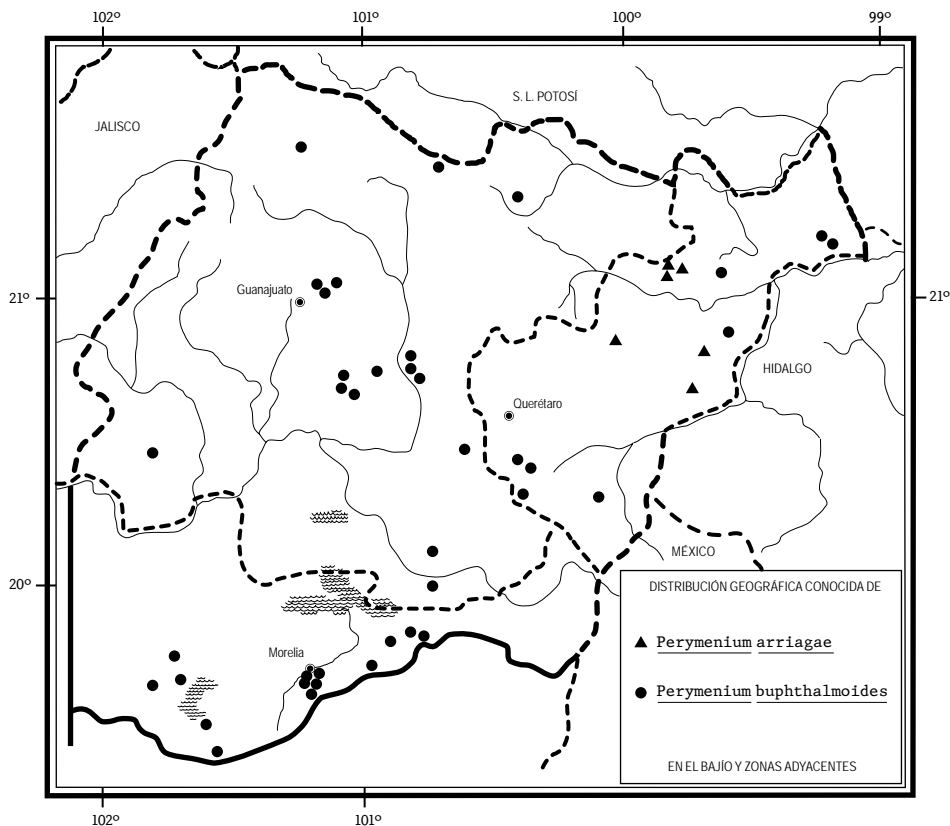 102º 101º 100º 99º
S. L. POTOSÍ
JALISCO
Guanajuato
21º 21º
HIDALGO
Querétaro
MÉXICO
20º
DISTRIBUCIÓN GEOGRÁFICA CONOCIDA DE
Perymenium arriagae
Morelia
Perymenium buphthalmoides
EN EL BAJÍO Y ZONAS ADYACENTES
102º 101º